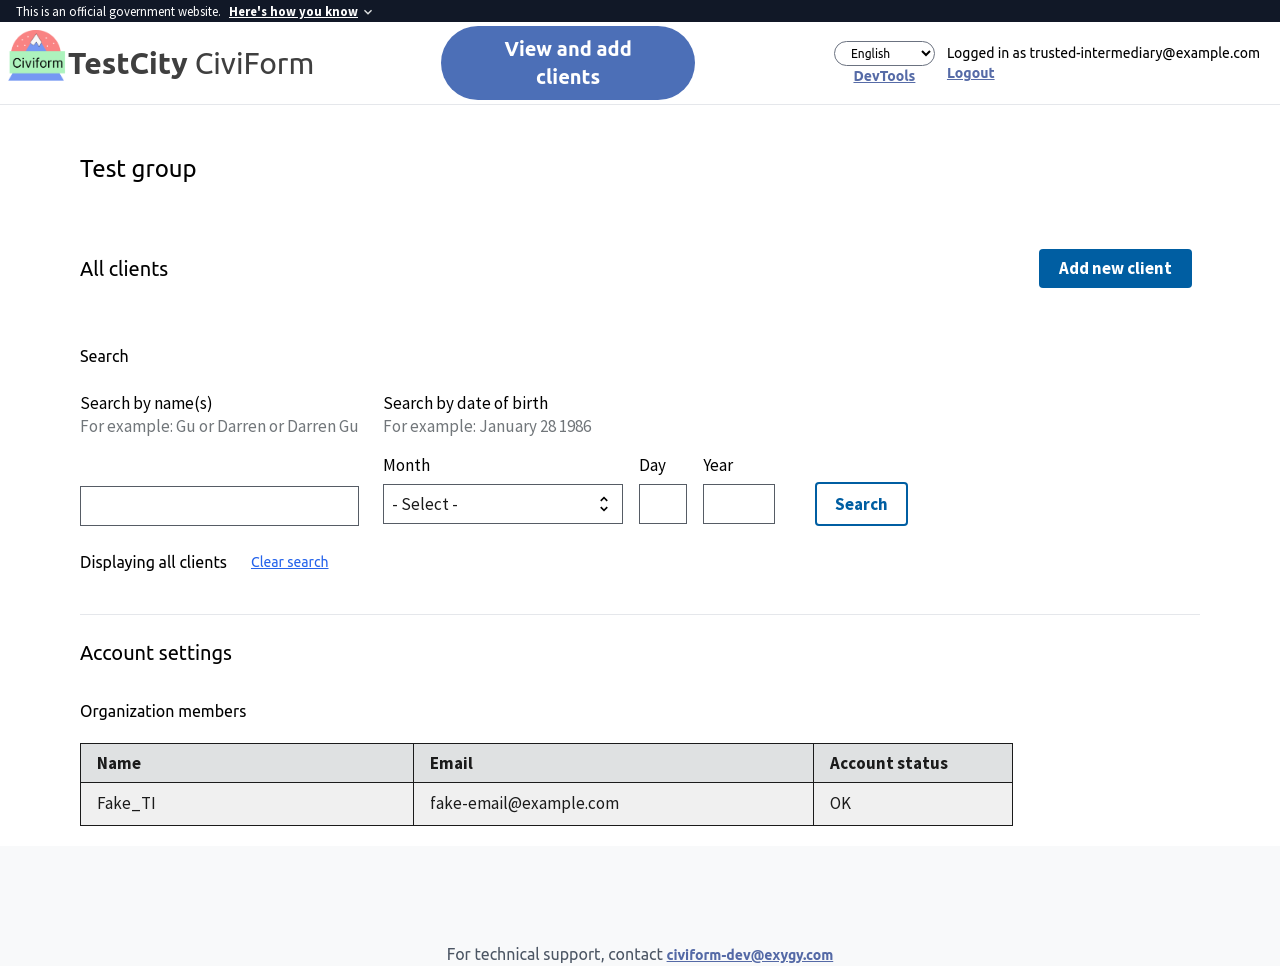 This is an official government website. Here's how you know
Civiform
TestCity CiviForm
View and add
clients
English
DevTools
Logged in as trusted-intermediary@example.com
Logout
Test group
All clients
Add new client
Search
Search by name(s)
For example: Gu or Darren or Darren Gu
Search by date of birth
For example: January 28 1986
Month
Day
Year
- Select -
Search
Displaying all clients
Clear search
Account settings
Organization members
Name Email Account status
Fake_TI fake-email@example.com OK
For technical support, contact civiform-dev@exygy.com